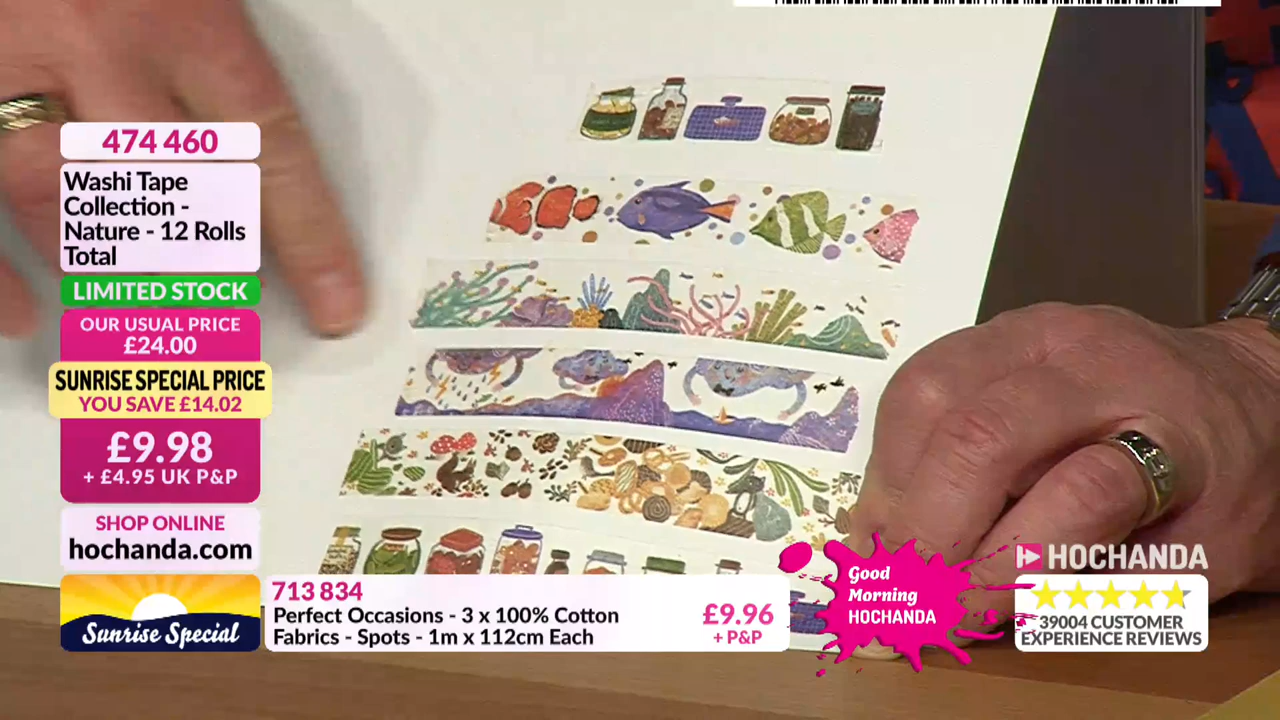 474 460
Washi Tape
Collection -
Nature - 12 Rolls
Total
LIMITED STOCK
OUR USUAL PRICE
£24.00
SUNRISE SPECIAL PRICE
YOU SAVE £14.02
£9.98
+ £4.95 UK P&P
SHOP ONLINE
hochanda.com
Sunrise Special
713 834
Perfect Occasions - 3 x 100% Cotton
Fabrics - Spots - 1m x 112cm Each
£9.96
+ P&P
Good
Morning
HOCHANDA
HOCHANDA
39004 CUSTOMER
EXPERIENCE REVIEWS